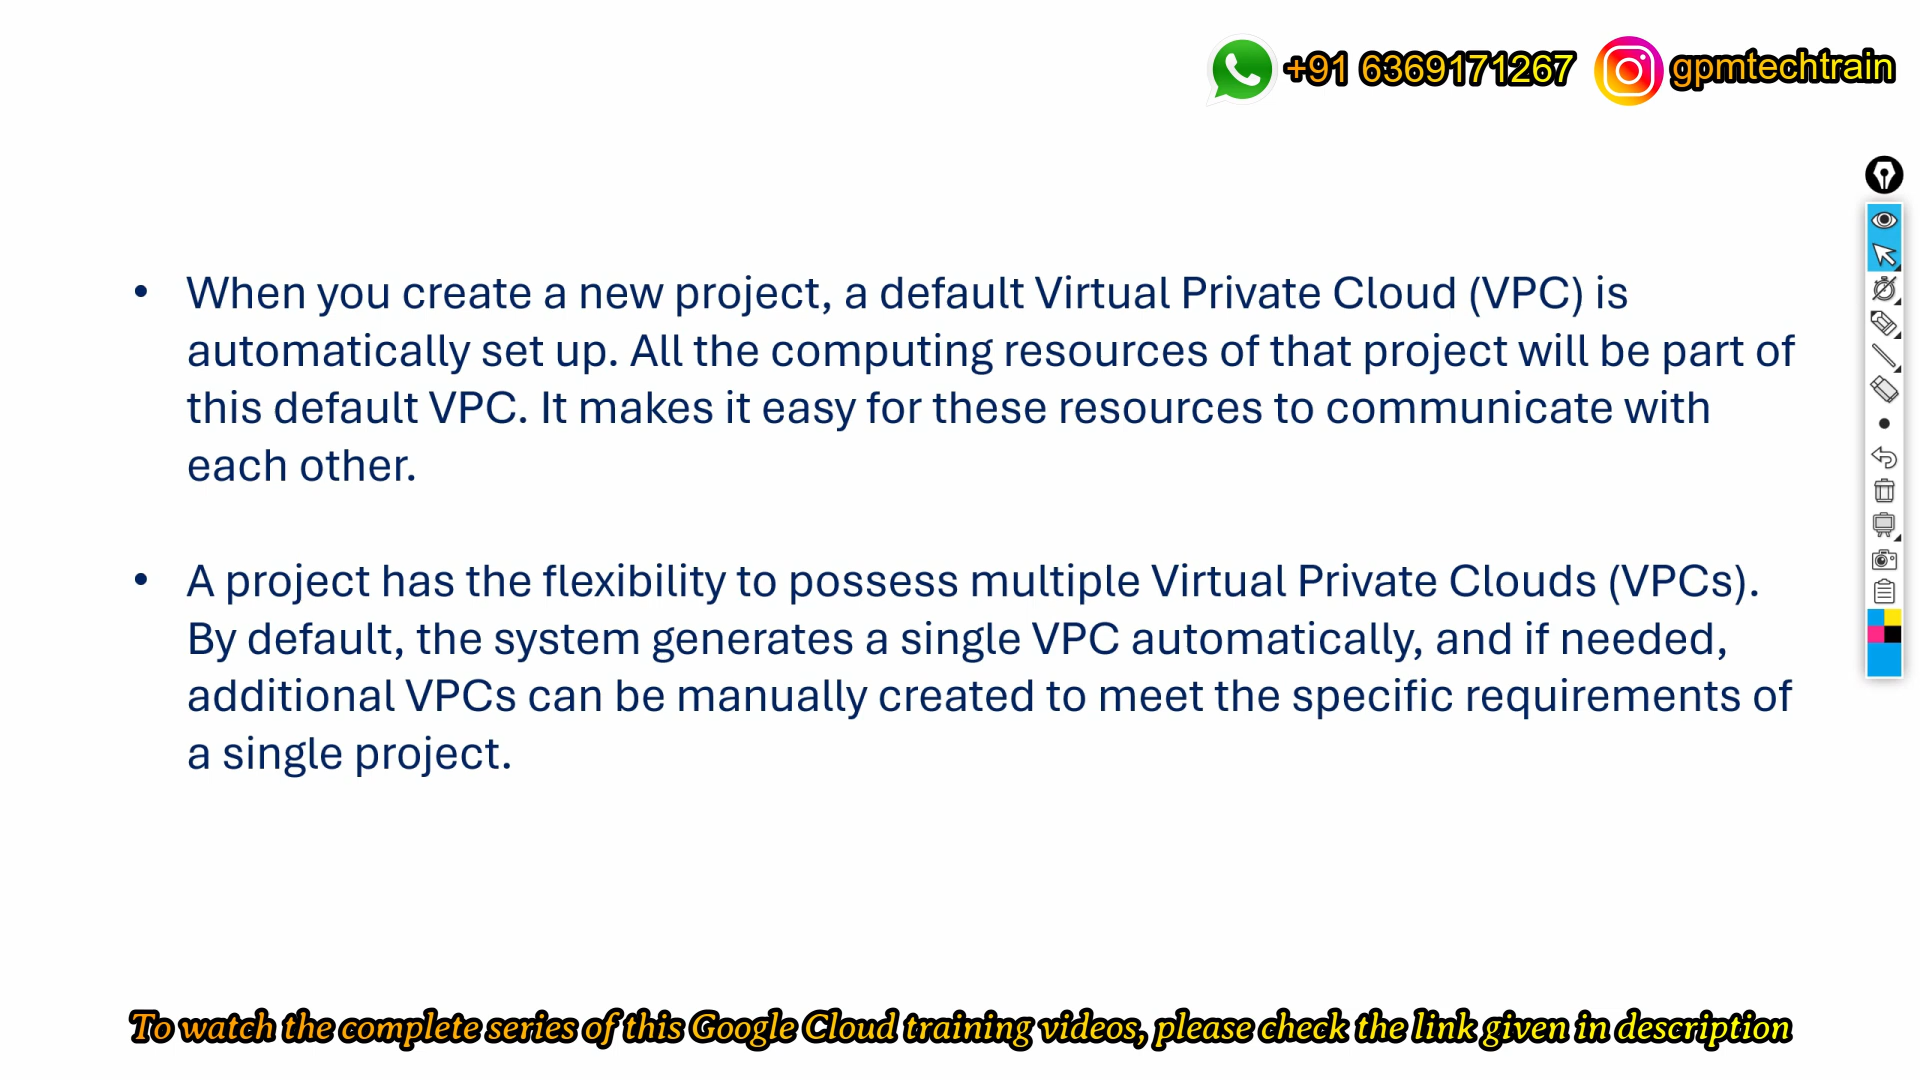 +91 6369171267 gpmtechtrain
• When you create a new project, a default Virtual Private Cloud (VPC) is
automatically set up. All the computing resources of that project will be part of
this default VPC. It makes it easy for these resources to communicate with
each other.
• A project has the flexibility to possess multiple Virtual Private Clouds (VPCs).
By default, the system generates a single VPC automatically, and if needed,
additional VPCs can be manually created to meet the specific requirements of
a single project.
To watch the complete series of this Google Cloud training videos, please check the link given in description